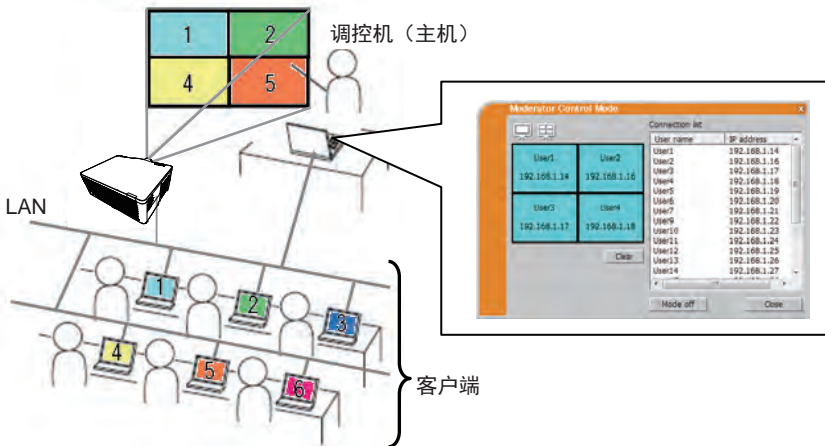 1
2
4
5
调控机（主机）
LAN
1
2
3
4
5
6
客户端
Moderator Control Mode
x
User1
192.168.1.14
User2
192.168.1.16
User3
192.168.1.17
User4
192.168.1.18
Clear
Connection list
User name IP address
User1 192.168.1.14
User2 192.168.1.16
User3 192.168.1.17
User4 192.168.1.18
User5 192.168.1.19
User6 192.168.1.20
User7 192.168.1.21
User9 192.168.1.22
User10 192.168.1.23
User11 192.168.1.24
User12 192.168.1.25
User13 192.168.1.26
User14 192.168.1.27
Mode off
Close